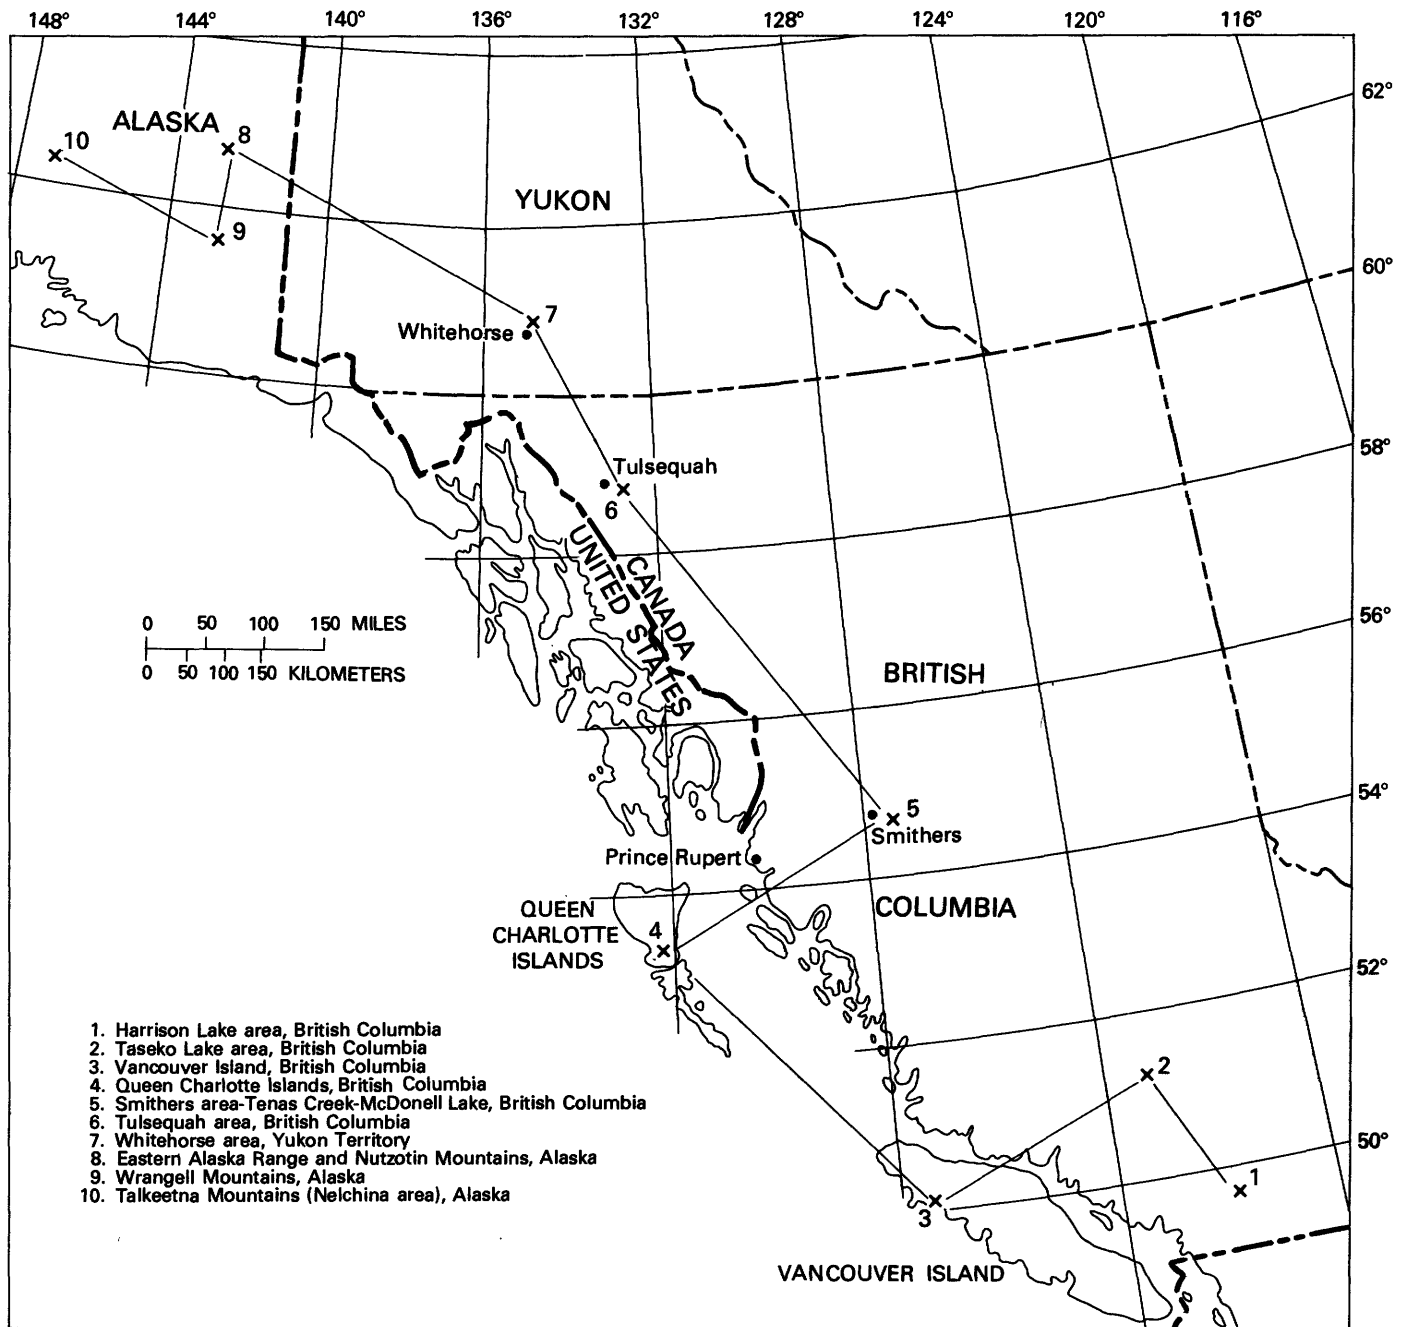 148° 144° 140° 136° 132° 128° 124° 120° 116°
62°
ALASKA
10
8
9
YUKON
60°
7
Whitehorse
58°
Tulsequah
6
CANADA
UNITED STATES
56°
0 50 100 150 MILES
0 50 100 150 KILOMETERS
BRITISH
54°
5
Smithers
Prince Rupert
COLUMBIA
QUEEN
CHARLOTTE
ISLANDS
4
52°
1. Harrison Lake area, British Columbia
2. Taseko Lake area, British Columbia
3. Vancouver Island, British Columbia
4. Queen Charlotte Islands, British Columbia
5. Smithers area-Tenas Creek-McDonell Lake, British Columbia
6. Tulsequah area, British Columbia
7. Whitehorse area, Yukon Territory
8. Eastern Alaska Range and Nutzotin Mountains, Alaska
9. Wrangell Mountains, Alaska
10. Talkeetna Mountains (Nelchina area), Alaska
2
50°
1
3
VANCOUVER ISLAND